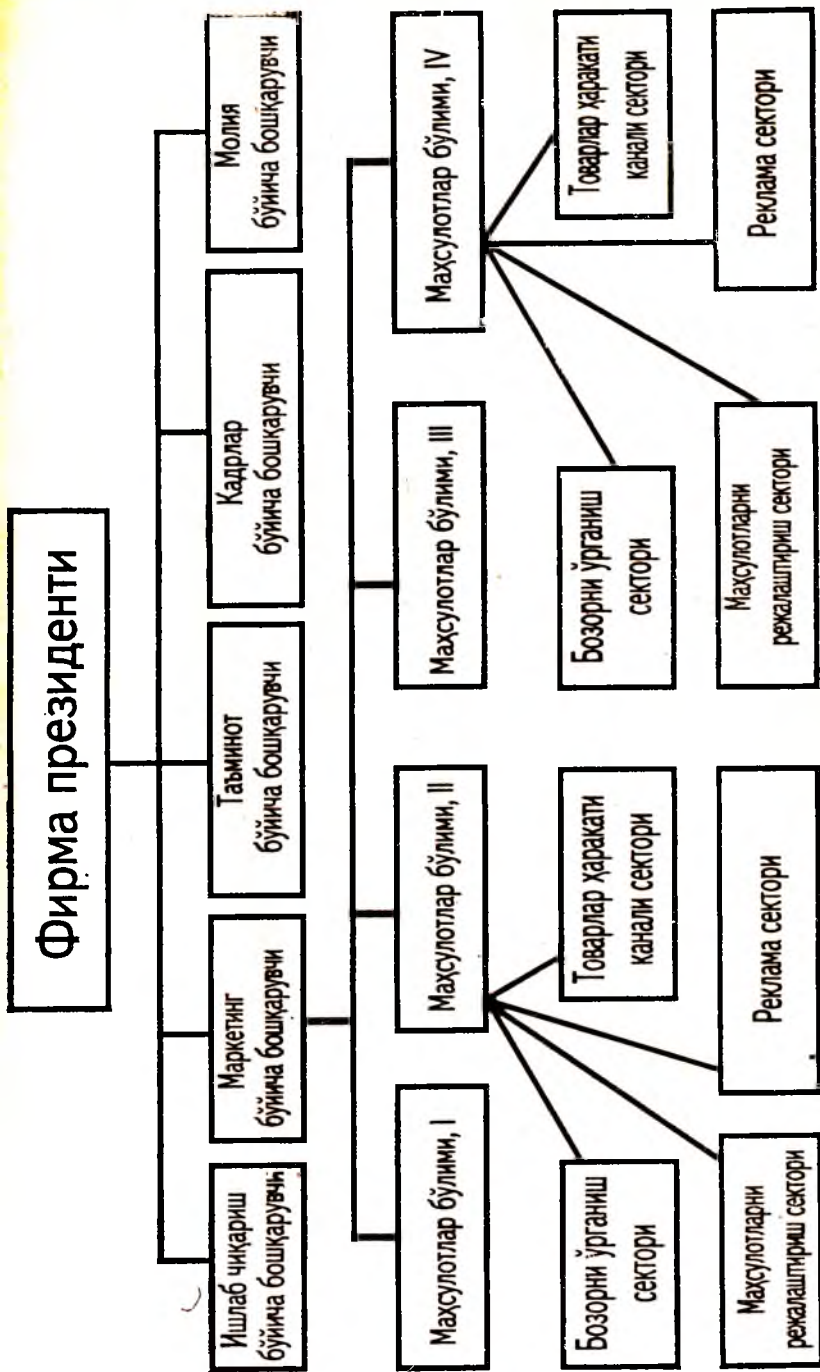 Фирма президенти
Ишлаб чиқариш
бўйича бошқарувчи
Маркетинг
бўйича бошқарувчи
Таъминот
бўйича бошқарувчи
Кадрлар
бўйича бошқарувчи
Молия
бўйича бошқарувчи
Маҳсулотлар бўлими, I
Маҳсулотлар бўлими, II
Маҳсулотлар бўлими, III
Маҳсулотлар бўлими, IV
Бозорни ўрганиш
сектори
Товарлар ҳаракати
канали сектори
Бозорни ўрганиш
сектори
Товарлар ҳаракати
канали сектори
Маҳсулотларни
режалаштириш сектори
Реклама сектори
Маҳсулотларни
режалаштириш сектори
Реклама сектори